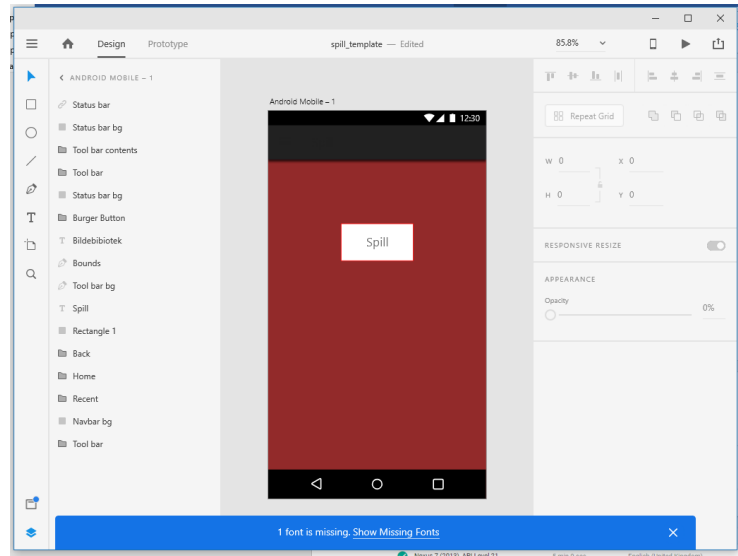 Design
Prototype
spill_template — Edited
85.8%
ANDROID MOBILE – 1
Status bar
Status bar bg
Tool bar contents
Tool bar
Status bar bg
Burger Button
Bildebibiotek
Bounds
Tool bar bg
Spill
Rectangle 1
Back
Home
Recent
Navbar bg
Tool bar
Android Mobile – 1
12:30
Spill
Repeat Grid
W 0
X 0
H 0
Y 0
RESPONSIVE RESIZE
APPEARANCE
Opacity
0%
1 font is missing. Show Missing Fonts